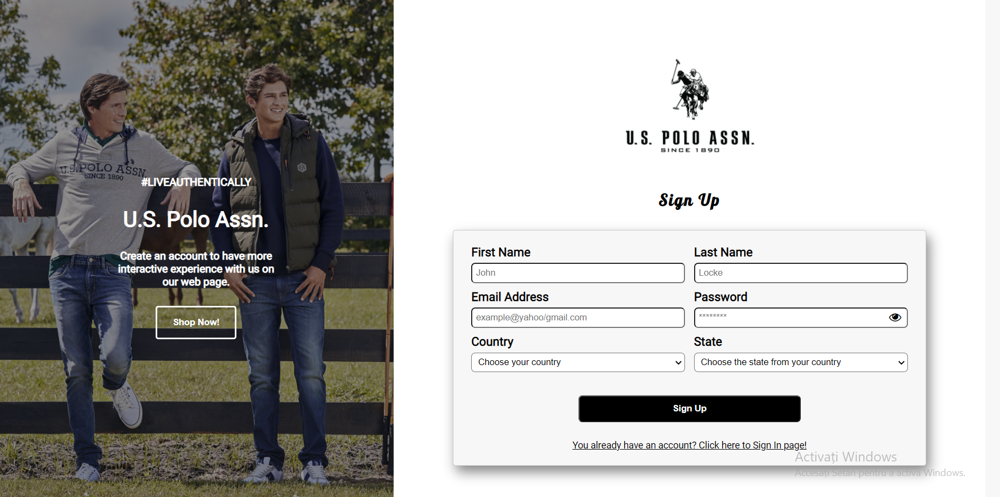 U.S. POLO ASSN
SINCE 1890
#LIVEAUTHENTICALLY
U.S. Polo Assn.
Create an account to have more
interactive experience with us on
our web page.
Shop Now!
U.S. POLO ASSN.
SINCE 1890
Sign Up
First Name
Last Name
John
Locke
Email Address
Password
example@yahoo/gmail.com
********
Country
State
Choose your country
Choose the state from your country
Sign Up
You already have an account? Click here to Sign In page!
Activați Windows
Accesați Setări pentru a activa Windows.